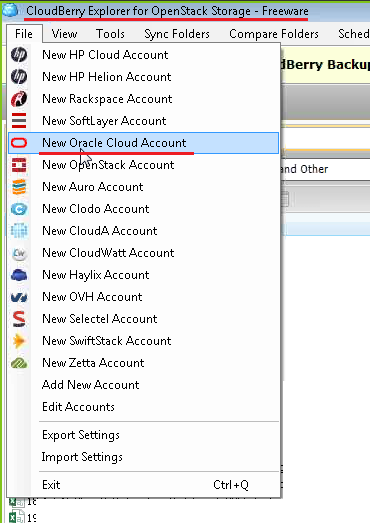 CloudBerry Explorer for OpenStack Storage - Freeware
File View Tools Sync Folders Compare Folders Sched
dBerry Backup
New HP Cloud Account
New HP Helion Account
New Rackspace Account
New SoftLayer Account
New Oracle Cloud Account
New OpenStack Account
and Other
New Auro Account
New Clodo Account
New CloudA Account
New CloudWatt Account
New Haylix Account
New OVH Account
New Selectel Account
New SwiftStack Account
New Zetta Account
Add New Account
Edit Accounts
Export Settings
Import Settings
Exit Ctrl+Q
19